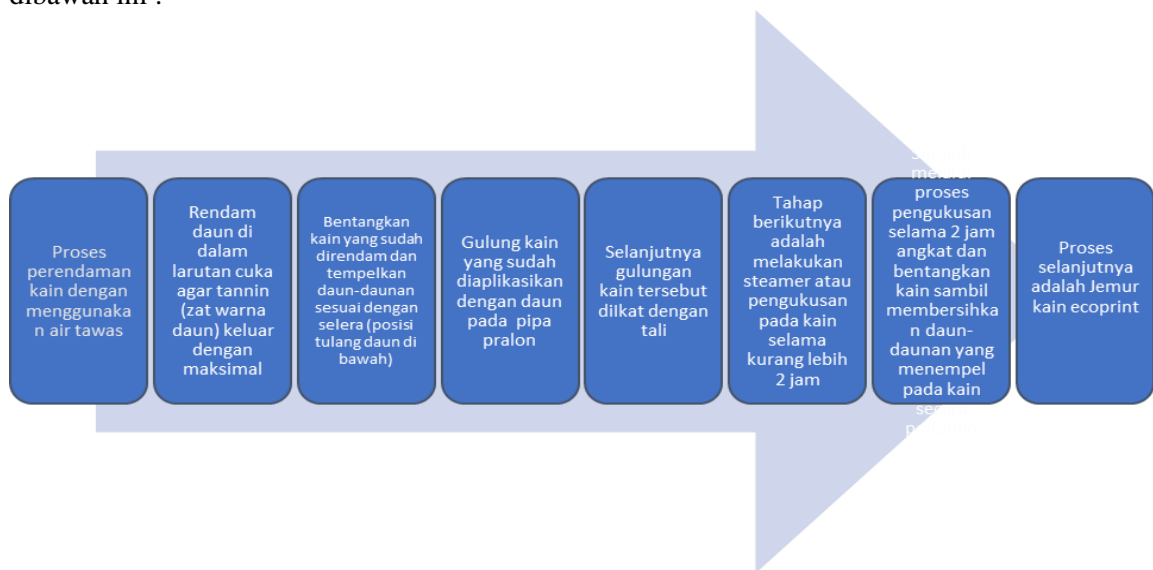 Proses
perendaman
kain dengan
menggunaka
n air tawas
Rendam
daun di
dalam
larutan cuka
agar tannin
(zat warna
daun) keluar
dengan
maksimal
Bentangkan
kain yang sudah
direndam dan
tempelkan
daun-daunan
sesuai dengan
selera (posisi
tulang daun di
bawah)
Gulung kain
yang sudah
diaplikasikan
dengan daun
pada pipa
pralon
Selanjutnya
gulungan
kain tersebut
dilkat dengan
tali
Tahap
berikutnya
adalah
melakukan
steamer atau
pengukusan
pada kain
selama
kurang lebih
2 jam
proses
pengukusan
selama 2 jam
angkat dan
bentangkan
kain sambil
membersihka
n daun-
daunan yang
menempel
pada kain
Proses
selanjutnya
adalah Jemur
kain ecoprint